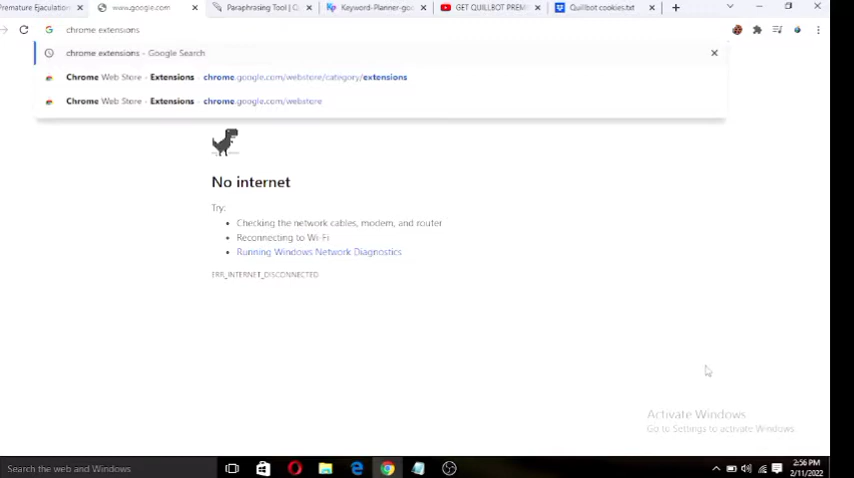 Premature Ejaculation
www.google.com
Paraphrasing Tool | Q
Keyword-Planner-goo
GET QUILLBOT PREMI
Quillbot cookies.txt
chrome extensions
chrome extensions - Google Search
Chrome Web Store - Extensions - chrome.google.com/webstore/category/extensions
Chrome Web Store - Extensions - chrome.google.com/webstore
No internet
Try:
• Checking the network cables, modem, and router
• Reconnecting to Wi-Fi
• Running Windows Network Diagnostics
ERR_INTERNET_DISCONNECTED
Activate Windows
Go to Settings to activate Windows.
Search the web and Windows
2:56 PM
2/11/2022